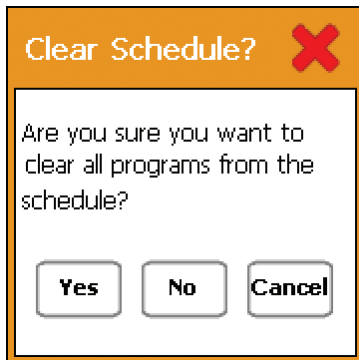 Clear Schedule?
Are you sure you want to
clear all programs from the
schedule?
Yes No Cancel